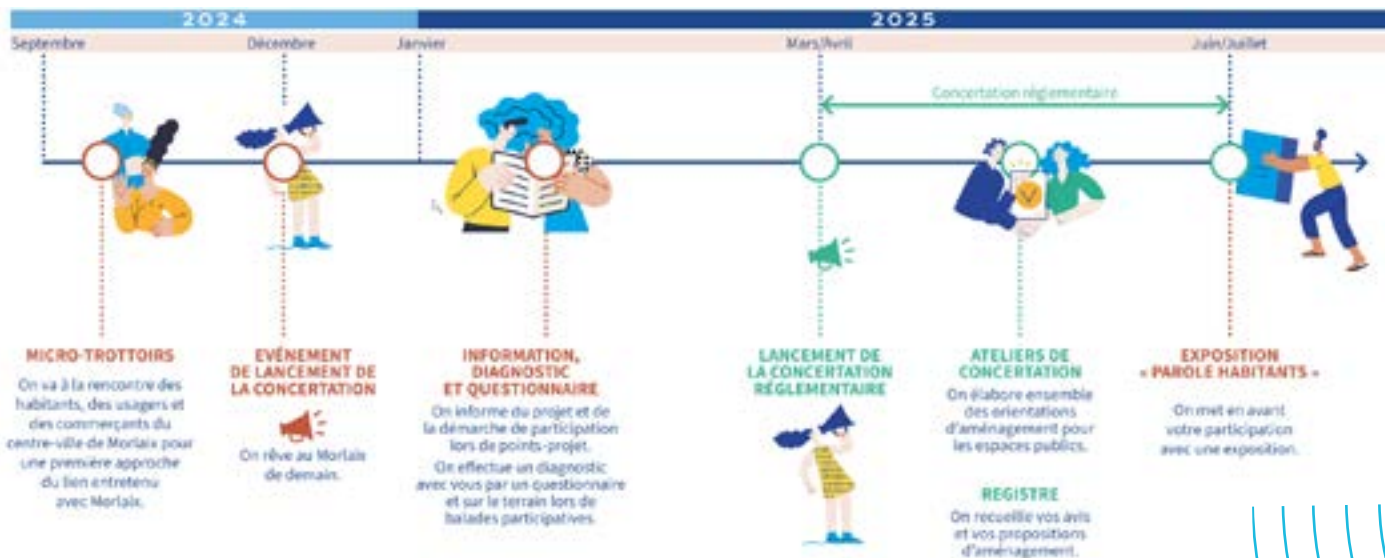 2024
2025
Septembre
Décembre
Janvier
Mars/Avril
Juin/Juillet
Concertation réglementaire
MICRO-TROTTOIRS
On va à la rencontre des
habitants, des usagers et
des commerçants du
centre-ville de Morlaix pour
une première approche
du lien entretenu
avec Morlaix.
EVÉNEMENT
DE LANCEMENT DE
LA CONCERTATION
On rêve au Morlaix
de demain.
INFORMATION,
DIAGNOSTIC
ET QUESTIONNAIRE
On informe du projet et de
la démarche de participation
lors de points-projet.
On effectue un diagnostic
avec vous par un questionnaire
et sur le terrain lors de
balades participatives.
LANCEMENT DE
LA CONCERTATION
RÉGLEMENTAIRE
ATELIERS DE
CONCERTATION
On élabore ensemble
des orientations
d'aménagement pour
les espaces publics.
REGISTRE
On recueille vos avis
et vos propositions
d'aménagement.
EXPOSITION
« PAROLE HABITANTS »
On met en avant
votre participation
avec une exposition.